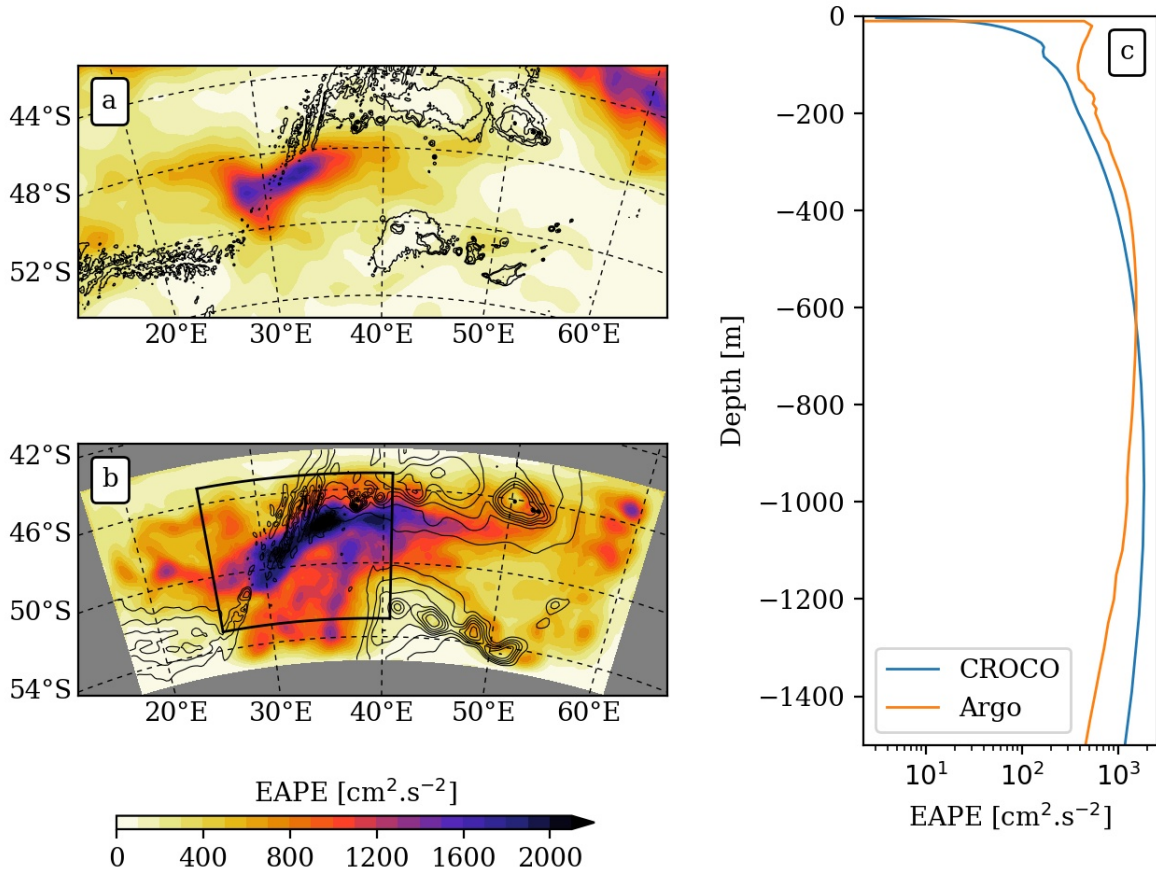 a
44°S
48°S
52°S
20°E 30°E 40°E 50°E 60°E
b
42°S
46°S
50°S
54°S
20°E 30°E 40°E 50°E 60°E
EAPE [cm².s⁻²]
0 400 800 1200 1600 2000
c
0
−200
−400
−600
−800
−1000
−1200
−1400
Depth [m]
CROCO
Argo
10¹ 10² 10³
EAPE [cm².s⁻²]